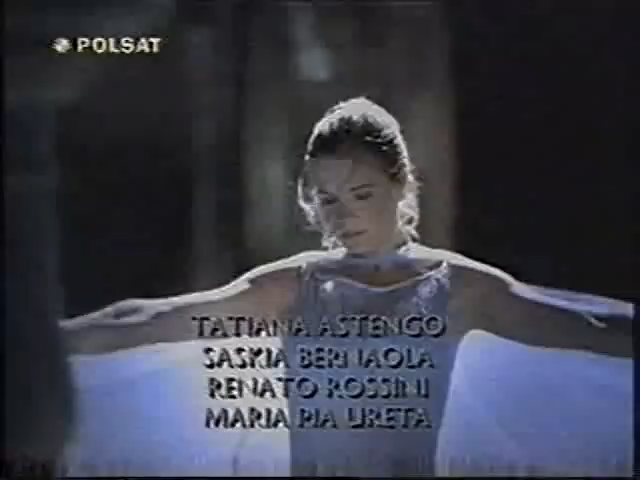 POLSAT
TATIANA ASTENGO
SASKIA BERNAOLA
RENATO ROSSINI
MARIA PIA URETA